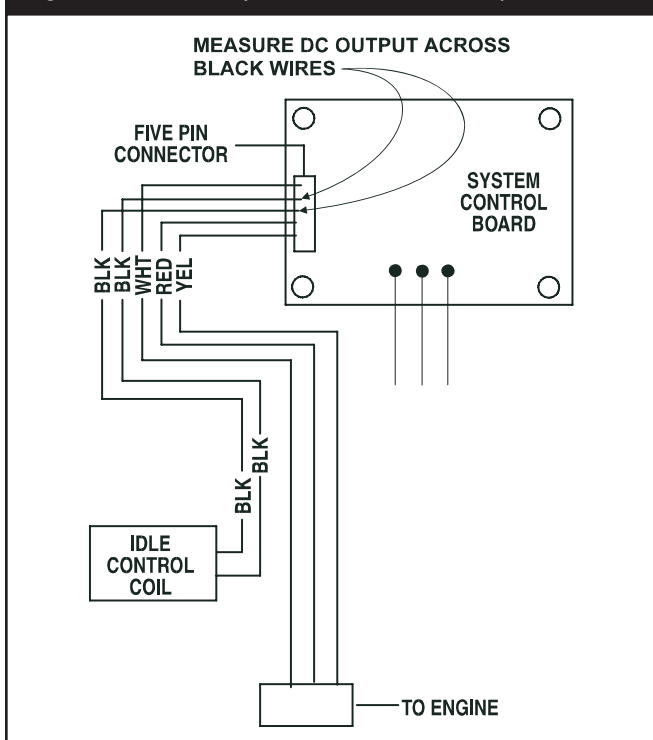 MEASURE DC OUTPUT ACROSS
BLACK WIRES
FIVE PIN
CONNECTOR
SYSTEM
CONTROL
BOARD
BLK
BLK
WHT
RED
YEL
BLK
BLK
IDLE
CONTROL
COIL
TO ENGINE